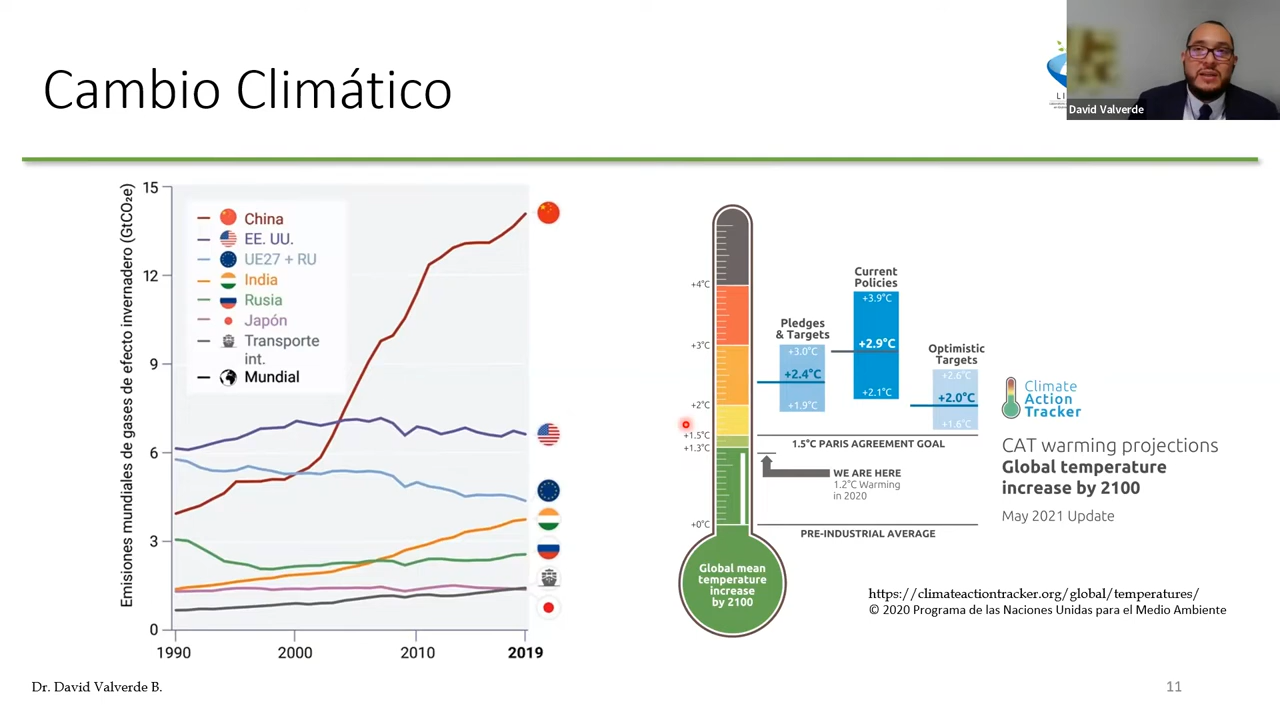 Cambio Climático
LI
David Valverde
Emisiones mundiales de gases de efecto invernadero (GtCO₂e)
15
12
9
6
3
0
China
EE. UU.
UE27 + RU
India
Rusia
Japón
Transporte
int.
Mundial
1990
2000
2010
2019
+4°C
+3°C
+2°C
+1.5°C
+1.3°C
+0°C
Global mean
temperature
increase
by 2100
Pledges
& Targets
+3.0°C
+2.4°C
+1.9°C
Current
Policies
+3.9°C
+2.9°C
+2.1°C
Optimistic
Targets
+2.6°C
+2.0°C
+1.6°C
1.5°C PARIS AGREEMENT GOAL
WE ARE HERE
1.2°C Warming
in 2020
PRE-INDUSTRIAL AVERAGE
Climate
Action
Tracker
CAT warming projections
Global temperature
increase by 2100
May 2021 Update
https://climateactiontracker.org/global/temperatures/
© 2020 Programa de las Naciones Unidas para el Medio Ambiente
Dr. David Valverde B.
11